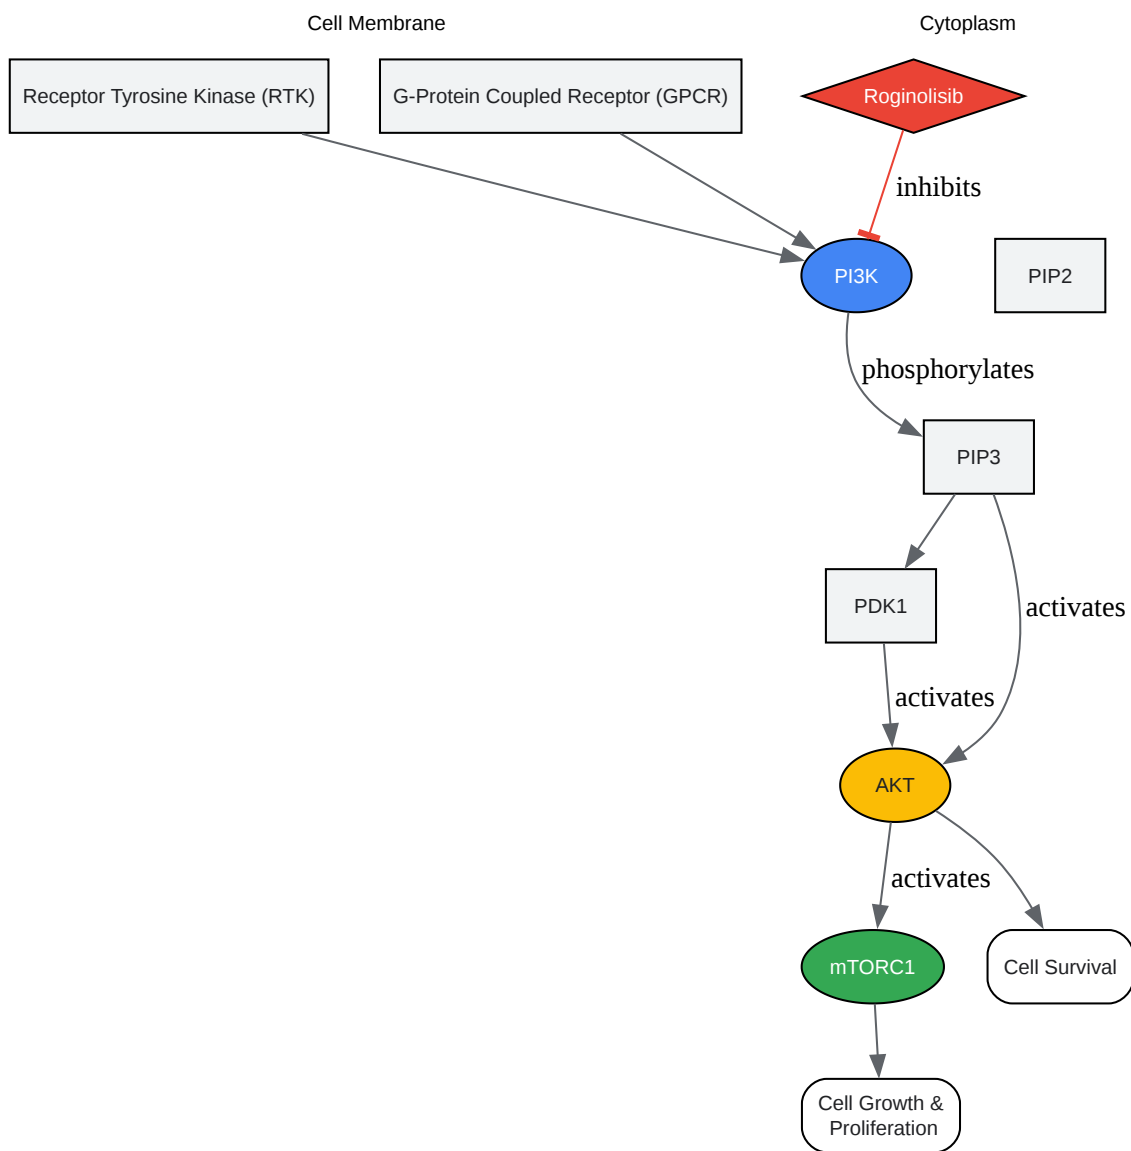 Cell Membrane
Cytoplasm
Receptor Tyrosine Kinase (RTK)
G-Protein Coupled Receptor (GPCR)
Roginolisib
inhibits
PI3K
PIP2
phosphorylates
PIP3
PDK1
activates
activates
AKT
activates
mTORC1
Cell Survival
Cell Growth &
Proliferation